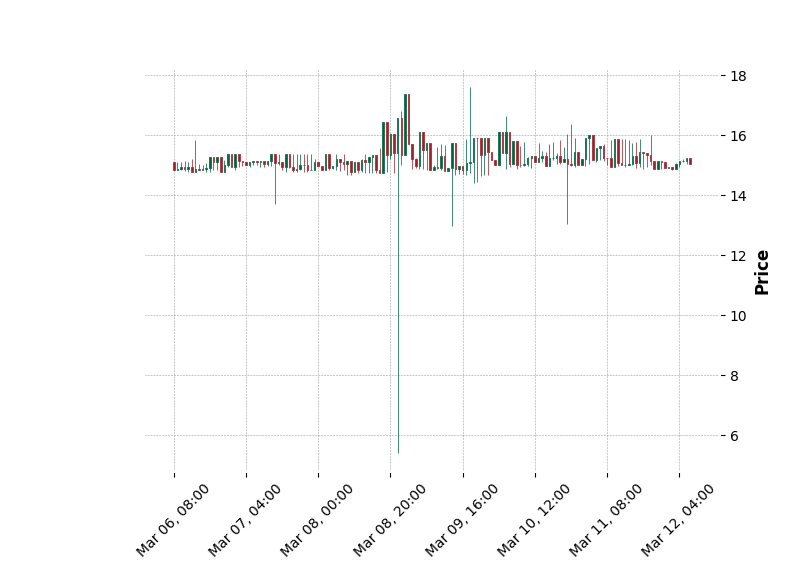 18
16
14
12
10
8
6
Price
Mar 06, 08:00
Mar 07, 04:00
Mar 08, 00:00
Mar 08, 20:00
Mar 09, 16:00
Mar 10, 12:00
Mar 11, 08:00
Mar 12, 04:00